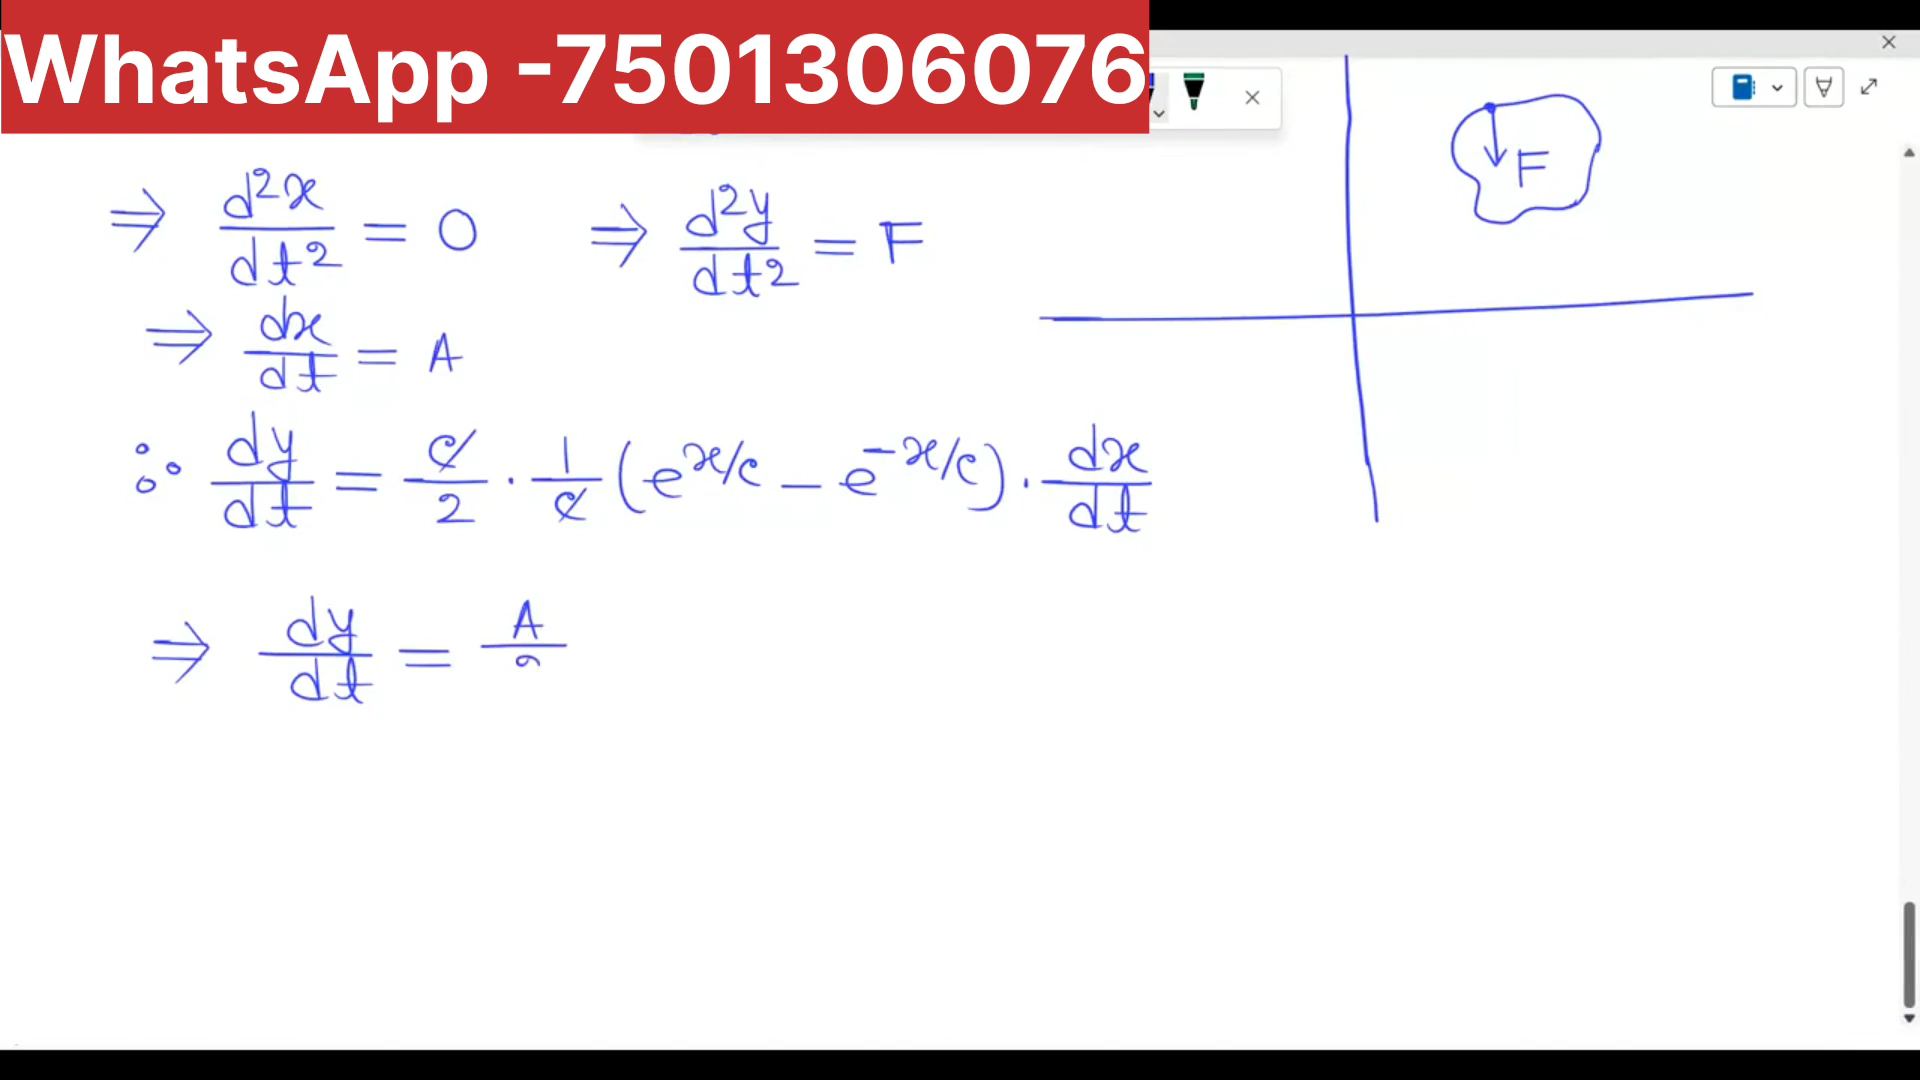 WhatsApp -7501306076
F
⇒ d²x/dt² = 0 ⇒ d²y/dt² = F
⇒ dx/dt = A
∴ dy/dt = c/2 · 1/c (e^{x/c} − e^{−x/c}) · dx/dt
⇒ dy/dt = A